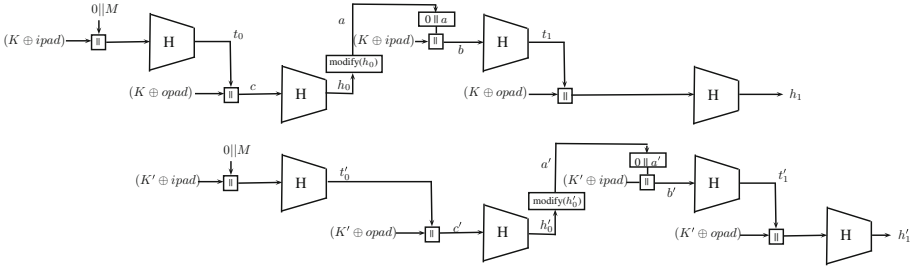 0||M
(K ⊕ ipad) || H t₀
(K ⊕ opad) || c H h₀
modify(h₀)
a
0 || a
(K ⊕ ipad) || b H t₁
(K ⊕ opad) || H h₁
0||M
(K′ ⊕ ipad) || H t′₀
(K′ ⊕ opad) || c′ H h′₀
modify(h′₀)
a′
0 || a′
(K′ ⊕ ipad) || b′ H t′₁
(K′ ⊕ opad) || H h′₁